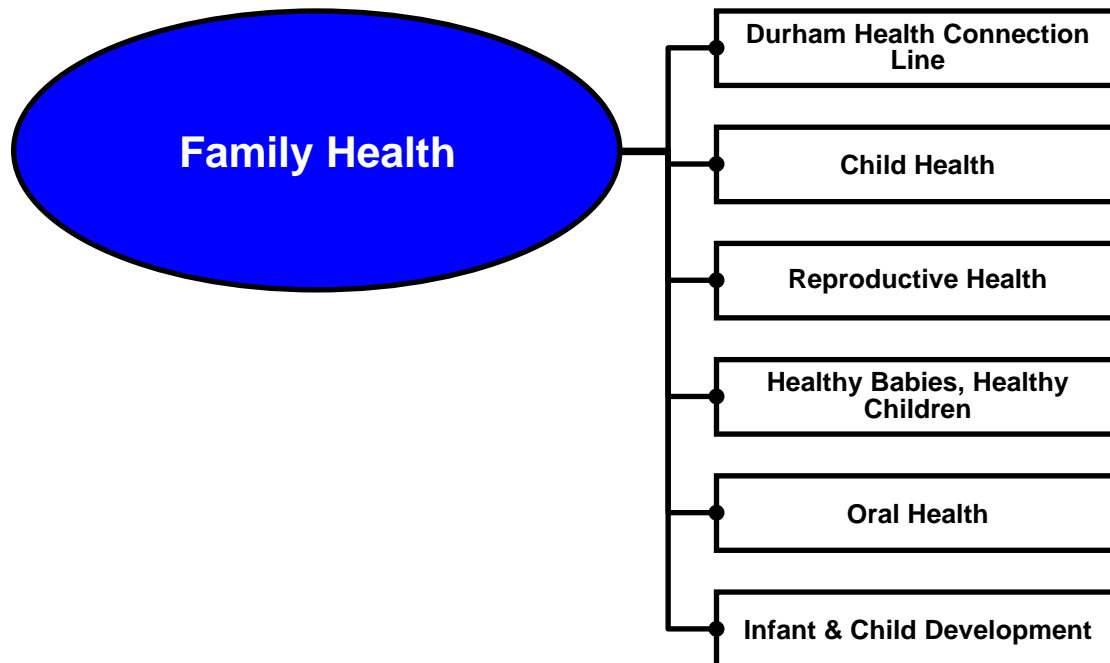 Durham Health Connection
Line
Family Health
Child Health
Reproductive Health
Healthy Babies, Healthy
Children
Oral Health
Infant & Child Development